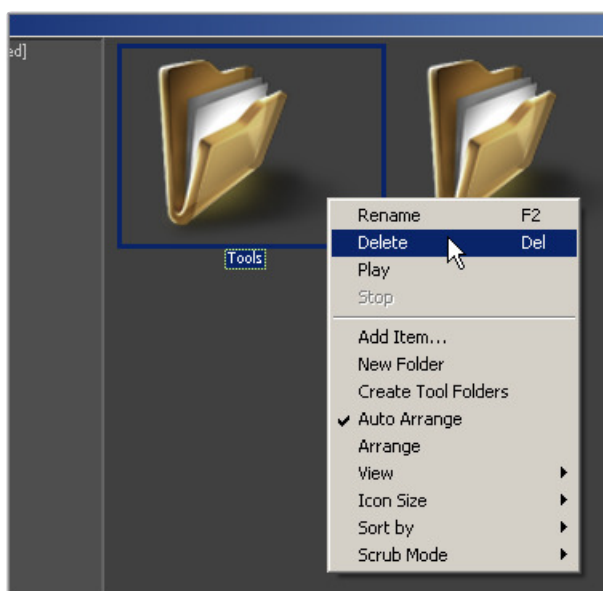 ed]
Tools
Rename F2
Delete Del
Play
Stop
Add Item...
New Folder
Create Tool Folders
Auto Arrange
Arrange
View
Icon Size
Sort by
Scrub Mode